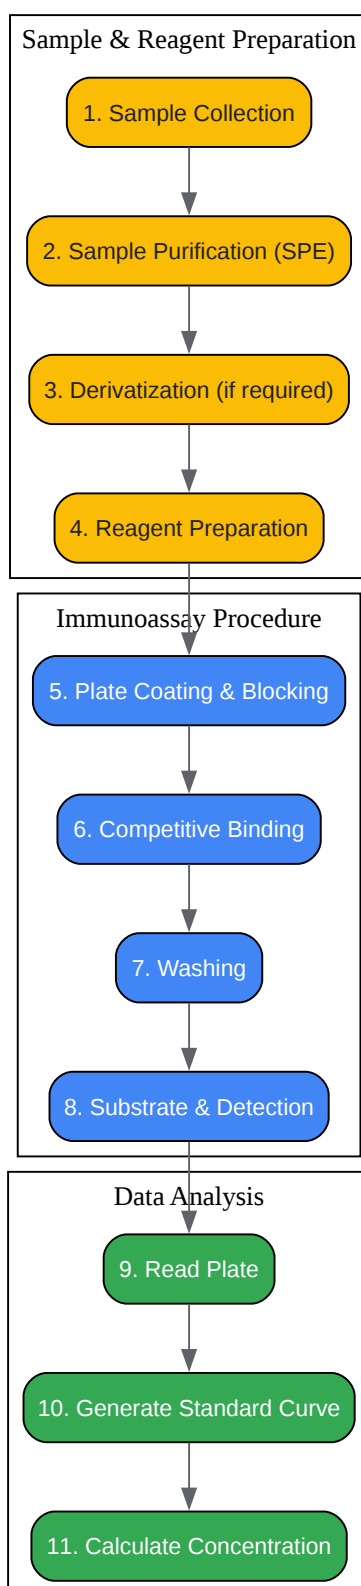 Sample & Reagent Preparation
1. Sample Collection
2. Sample Purification (SPE)
3. Derivatization (if required)
4. Reagent Preparation
Immunoassay Procedure
5. Plate Coating & Blocking
6. Competitive Binding
7. Washing
8. Substrate & Detection
Data Analysis
9. Read Plate
10. Generate Standard Curve
11. Calculate Concentration